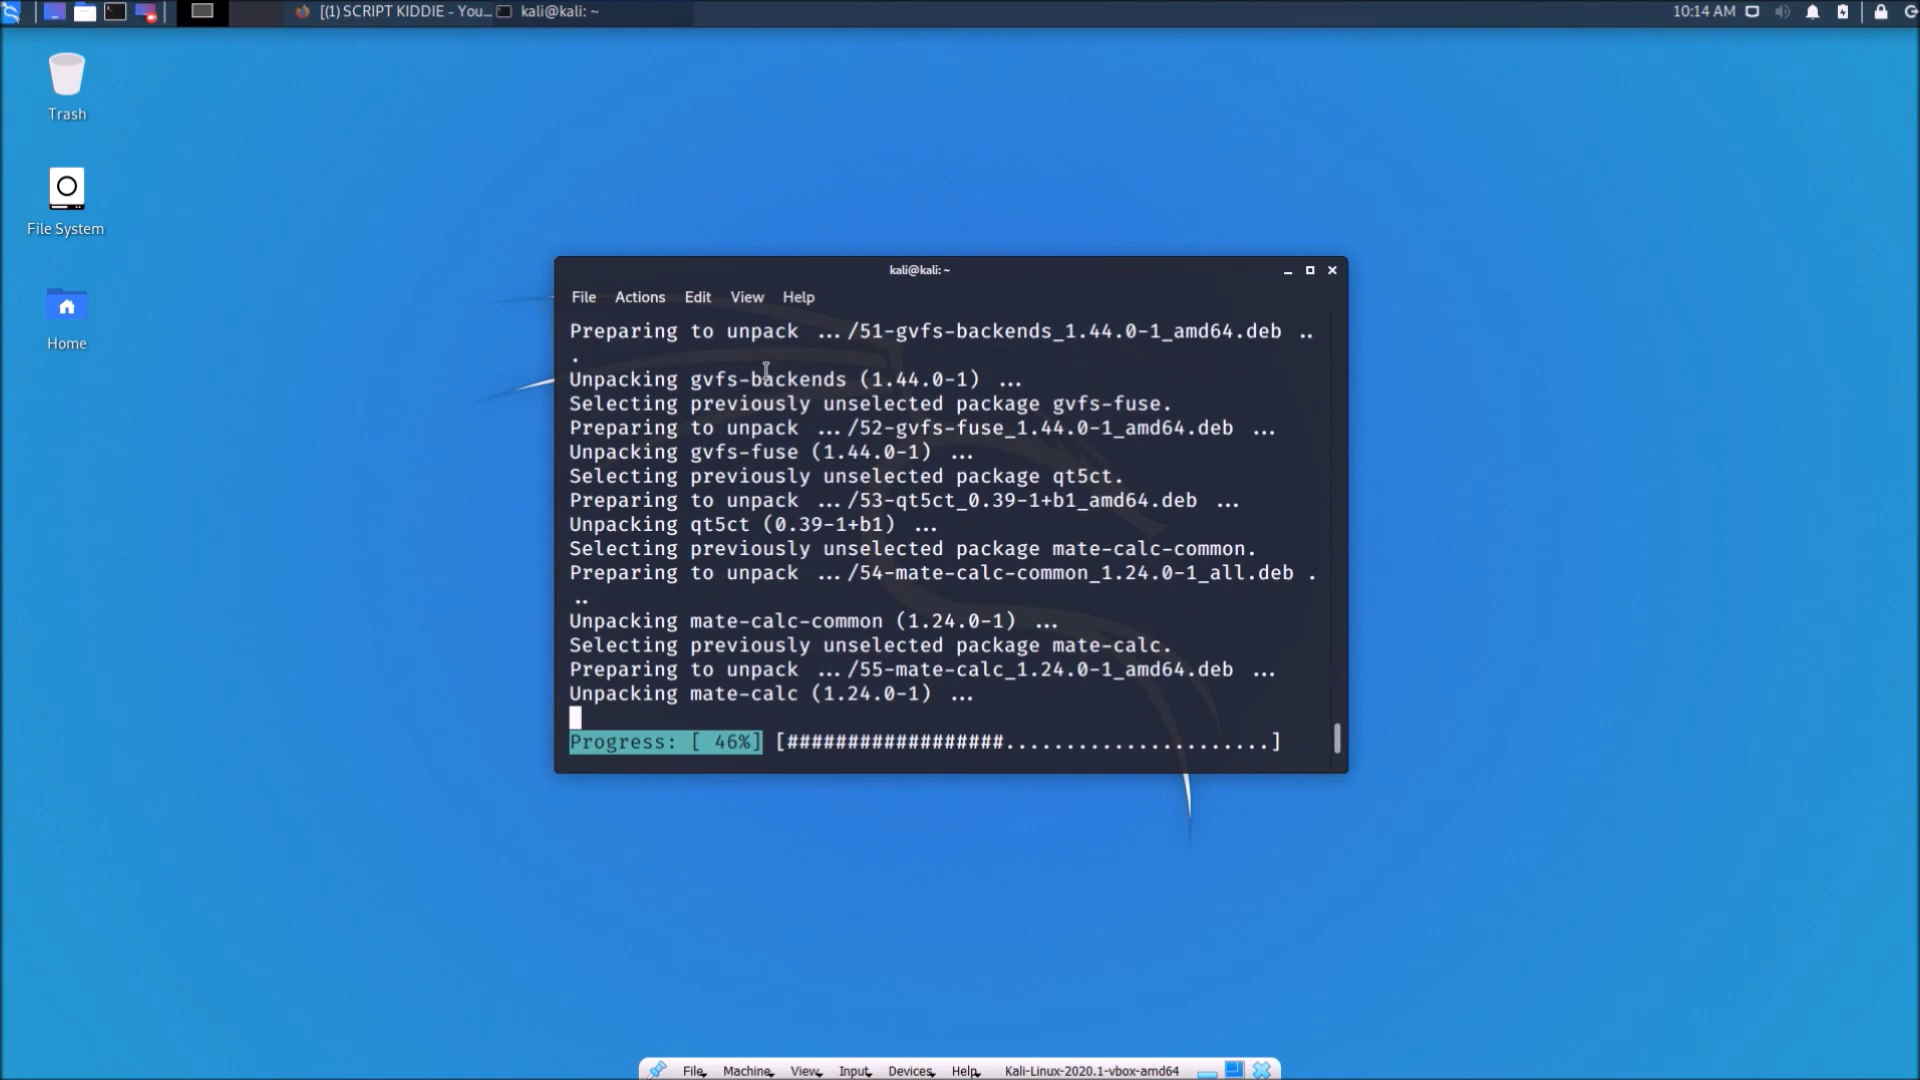 [(1) SCRIPT KIDDIE - You...
kali@kali: ~
10:14 AM
Trash
File System
Home
kali@kali: ~
File Actions Edit View Help
Preparing to unpack .../51-gvfs-backends_1.44.0-1_amd64.deb ..
.
Unpacking gvfs-backends (1.44.0-1) ...
Selecting previously unselected package gvfs-fuse.
Preparing to unpack .../52-gvfs-fuse_1.44.0-1_amd64.deb ...
Unpacking gvfs-fuse (1.44.0-1) ...
Selecting previously unselected package qt5ct.
Preparing to unpack .../53-qt5ct_0.39-1+b1_amd64.deb ...
Unpacking qt5ct (0.39-1+b1) ...
Selecting previously unselected package mate-calc-common.
Preparing to unpack .../54-mate-calc-common_1.24.0-1_all.deb .
..
Unpacking mate-calc-common (1.24.0-1) ...
Selecting previously unselected package mate-calc.
Preparing to unpack .../55-mate-calc_1.24.0-1_amd64.deb ...
Unpacking mate-calc (1.24.0-1) ...
Progress: [ 46%] [##################......................]
File Machine View Input Devices Help Kali-Linux-2020.1-vbox-amd64